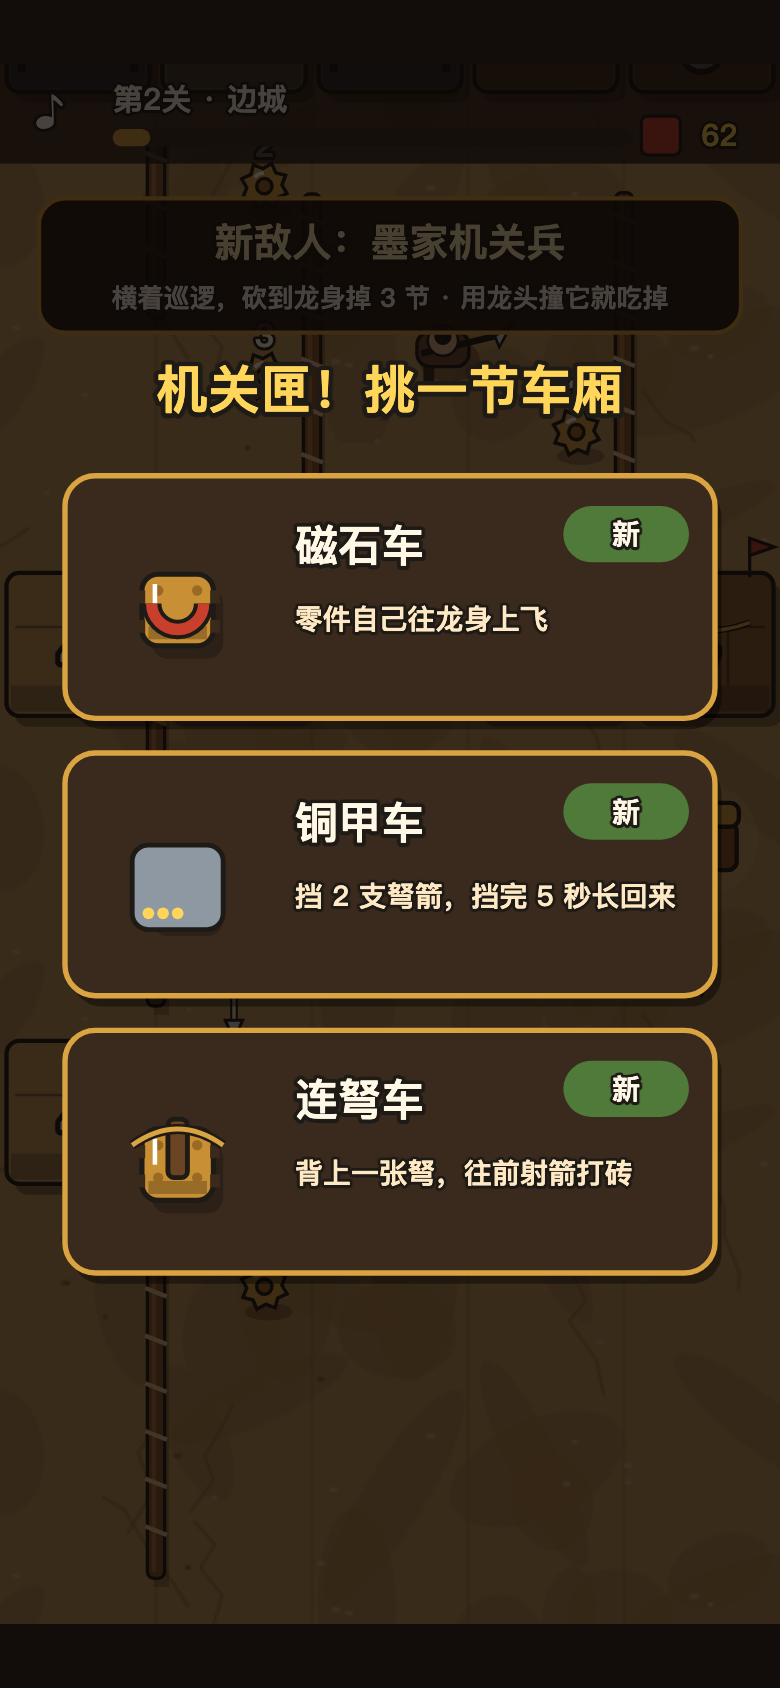 第2关 · 边城
62
新敌人：墨家机关兵
横着巡逻，砍到龙身掉 3 节 · 用龙头撞它就吃掉
机关匣！挑一节车厢
磁石车
新
零件自己往龙身上飞
铜甲车
新
挡 2 支弩箭，挡完 5 秒长回来
连弩车
新
背上一张弩，往前射箭打砖